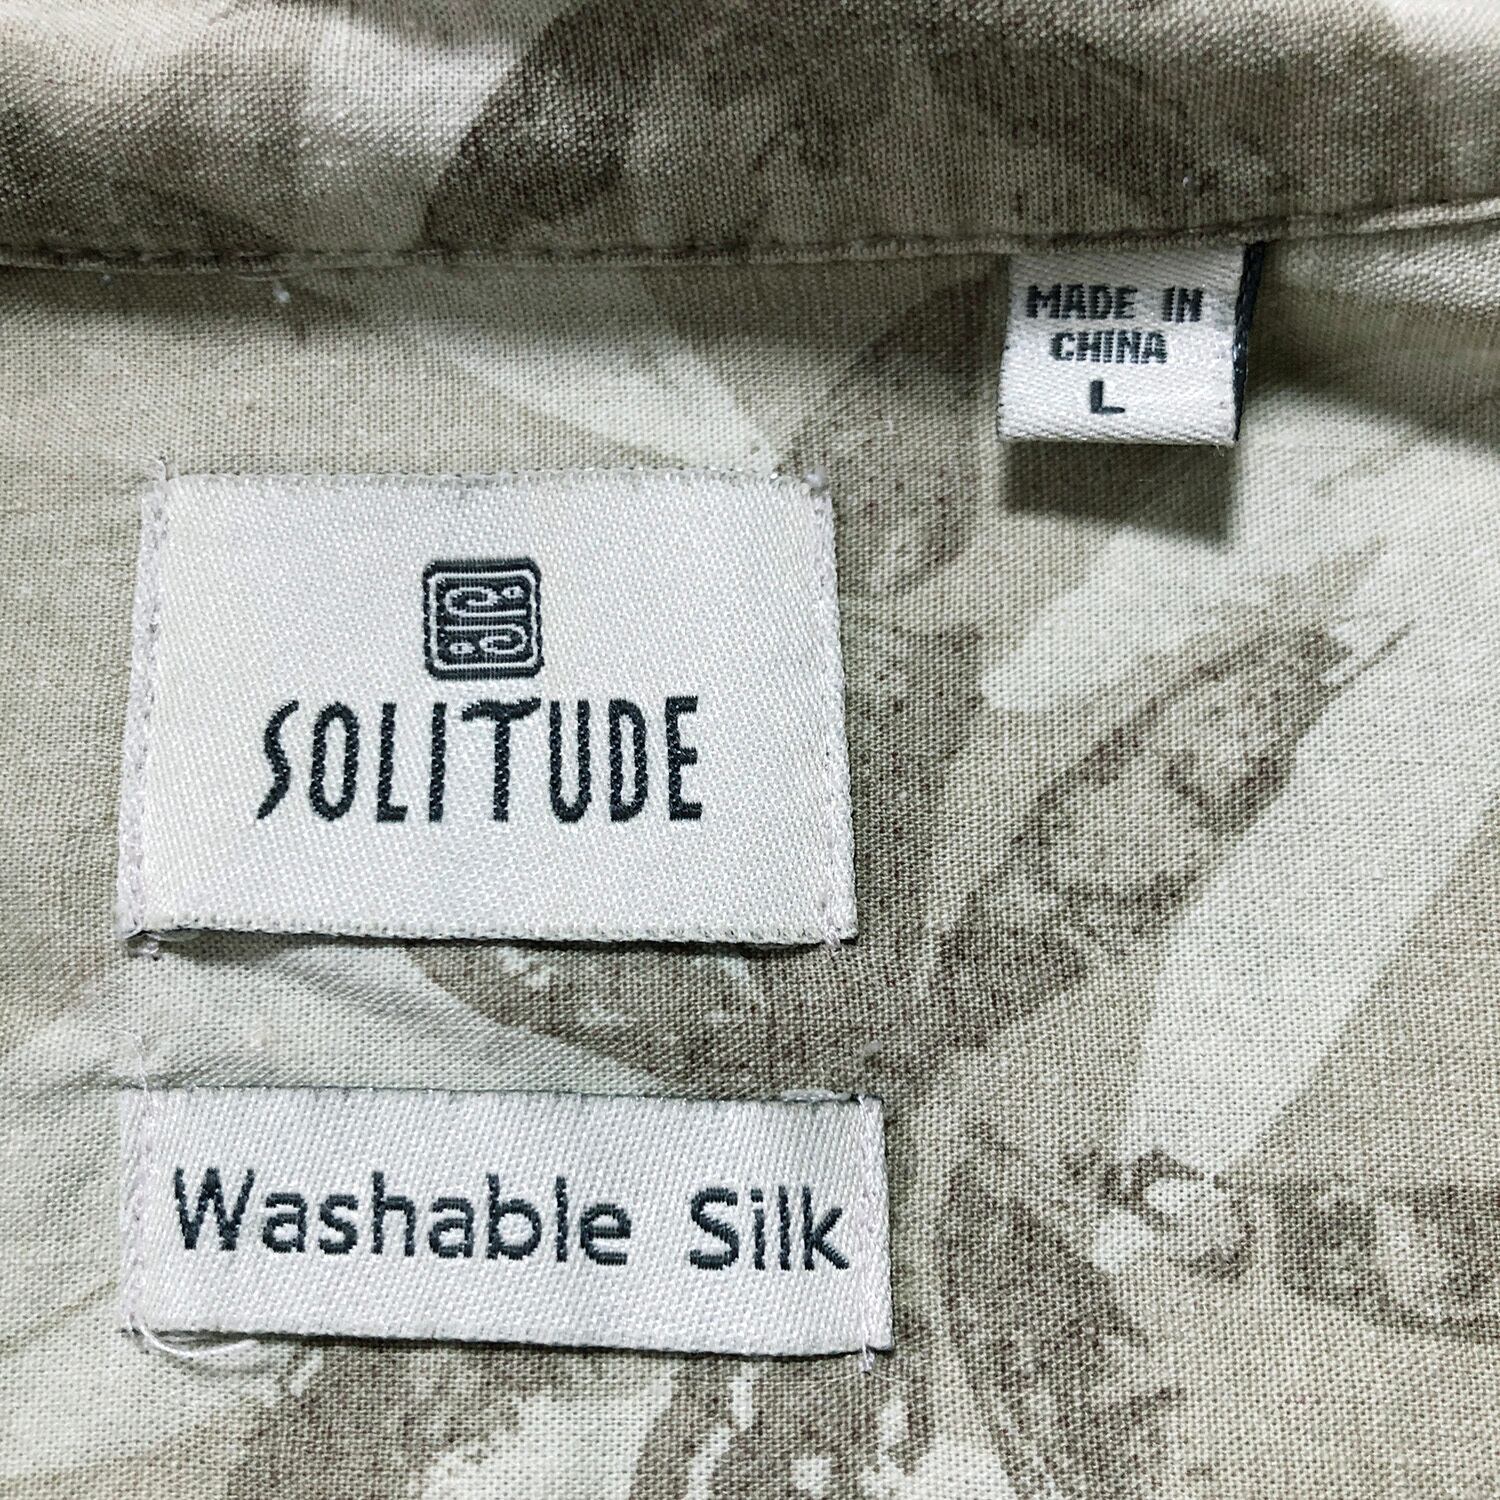 MADE IN
CHINA
L
SOLITUDE
Washable Silk